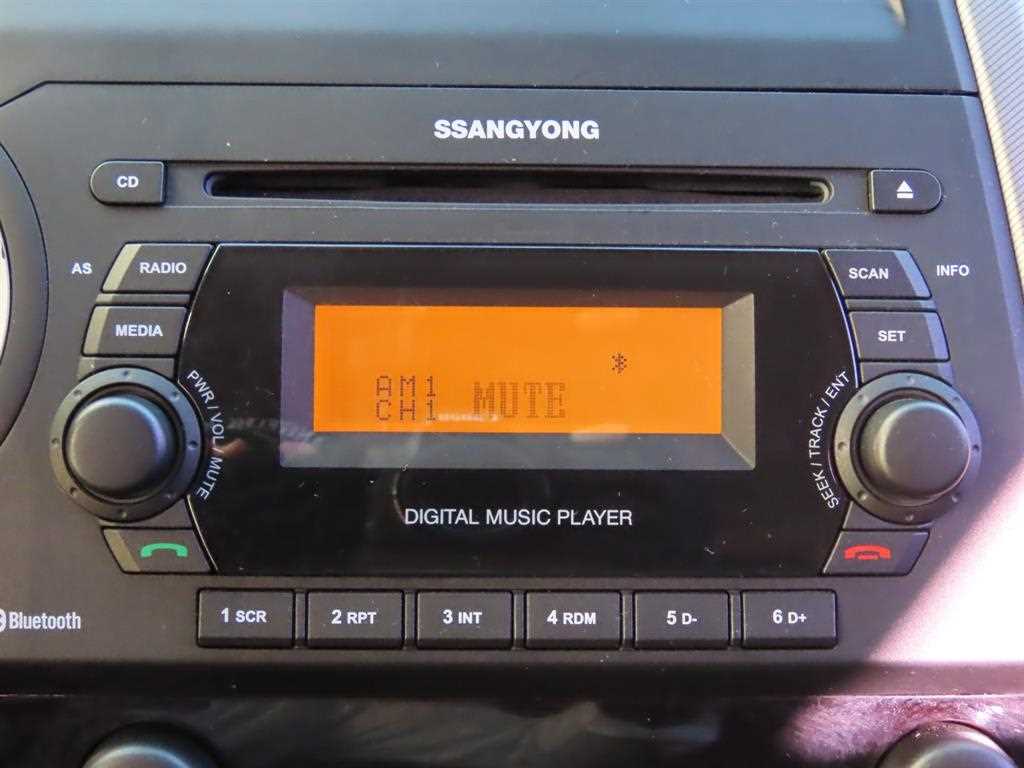 SSANGYONG
CD
AS
RADIO
SCAN
INFO
MEDIA
SET
AM1
CH1 MUTE
PWR / VOL / MUTE
SEEK / TRACK / ENT
DIGITAL MUSIC PLAYER
Bluetooth
1 SCR
2 RPT
3 INT
4 RDM
5 D-
6 D+